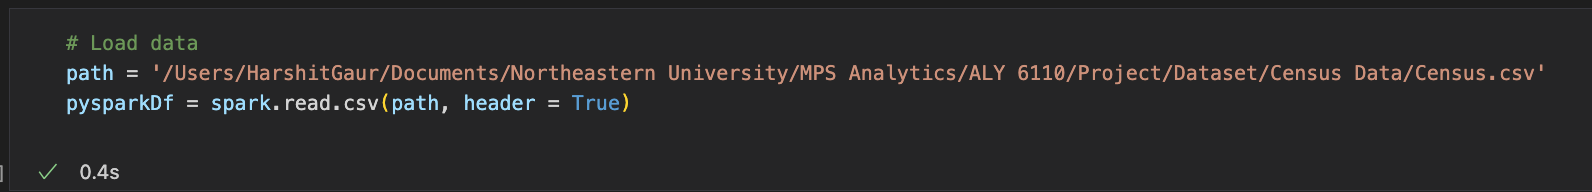 # Load data
path = '/Users/HarshitGaur/Documents/Northeastern University/MPS Analytics/ALY 6110/Project/Dataset/Census Data/Census.csv'
pysparkDf = spark.read.csv(path, header = True)
] ✓ 0.4s